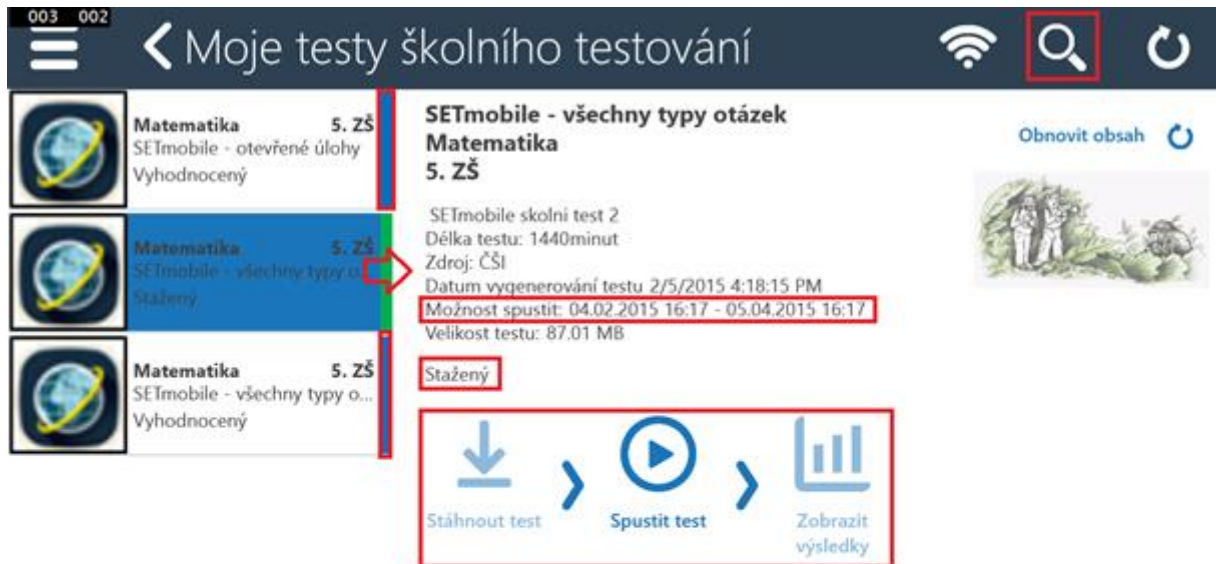 003 002
Moje testy školního testování
Matematika 5. ZŠ
SETmobile - otevřené úlohy
Vyhodnocený
Matematika 5. ZŠ
SETmobile - všechny typy o...
Stažený
Matematika 5. ZŠ
SETmobile - všechny typy o...
Vyhodnocený
SETmobile - všechny typy otázek
Matematika
5. ZŠ
Obnovit obsah
SETmobile skolni test 2
Délka testu: 1440minut
Zdroj: ČŠI
Datum vygenerování testu 2/5/2015 4:18:15 PM
Možnost spustit: 04.02.2015 16:17 - 05.04.2015 16:17
Velikost testu: 87.01 MB
Stažený
Stáhnout test
Spustit test
Zobrazit
výsledky